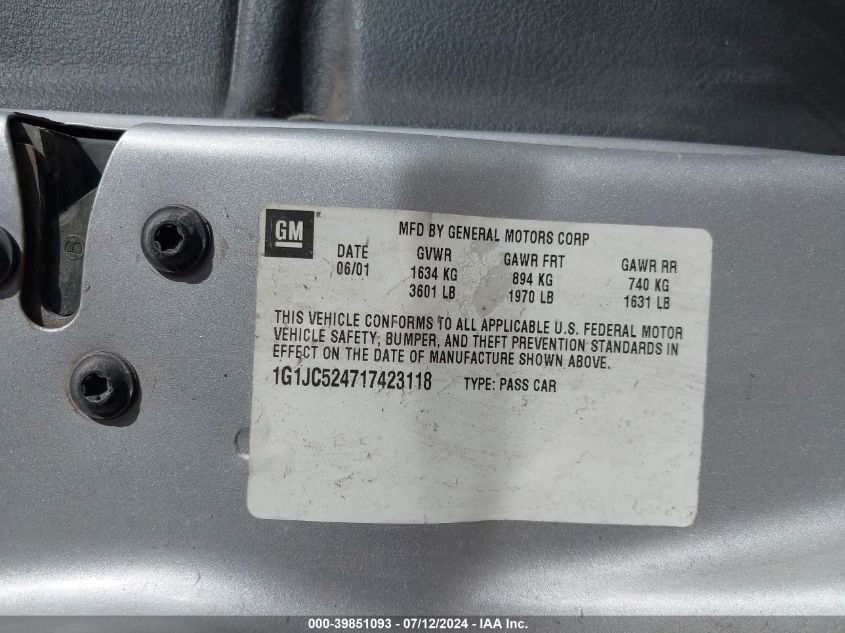 GM
MFD BY GENERAL MOTORS CORP
DATE GVWR GAWR FRT GAWR RR
06/01 1634 KG 894 KG 740 KG
3601 LB 1970 LB 1631 LB
THIS VEHICLE CONFORMS TO ALL APPLICABLE U.S. FEDERAL MOTOR
VEHICLE SAFETY, BUMPER, AND THEFT PREVENTION STANDARDS IN
EFFECT ON THE DATE OF MANUFACTURE SHOWN ABOVE.
1G1JC524717423118 TYPE: PASS CAR
000-39851093 - 07/12/2024 - IAA Inc.